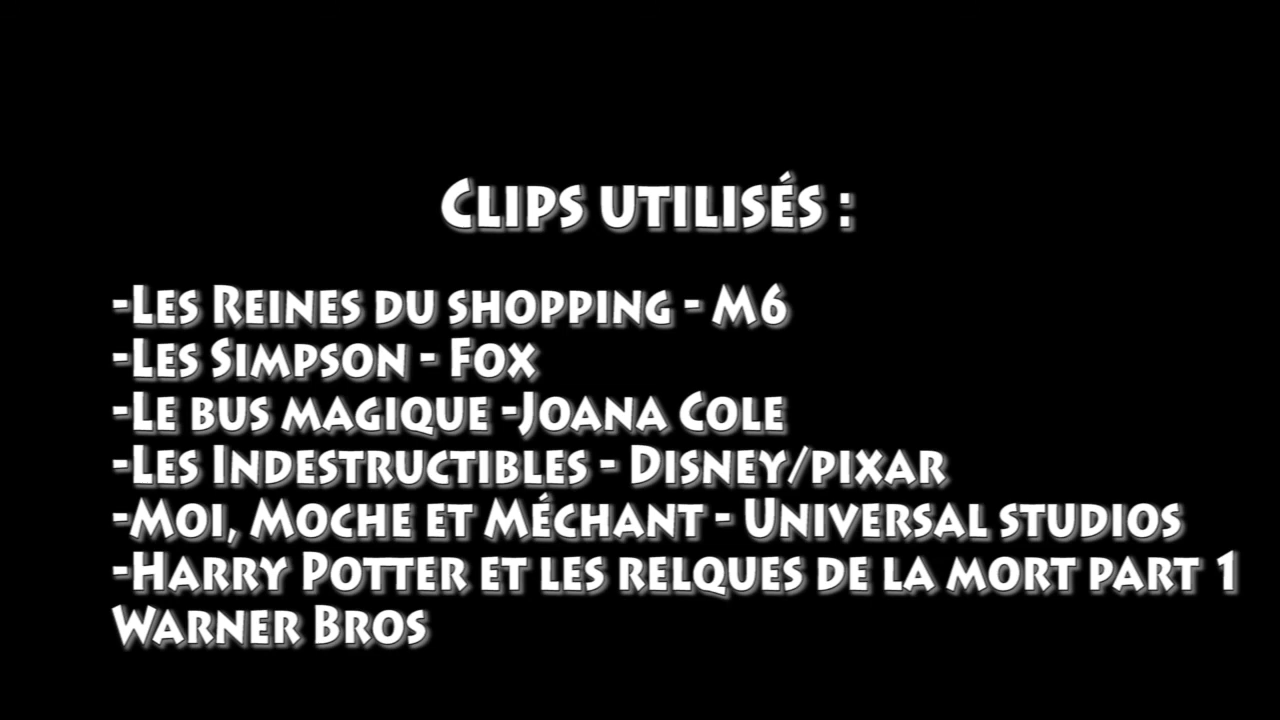 Clips utilisés :
-Les Reines du shopping - M6
-Les Simpson - Fox
-Le bus magique -Joana Cole
-Les Indestructibles - Disney/pixar
-Moi, Moche et Méchant - Universal studios
-Harry Potter et les relques de la mort part 1
Warner Bros